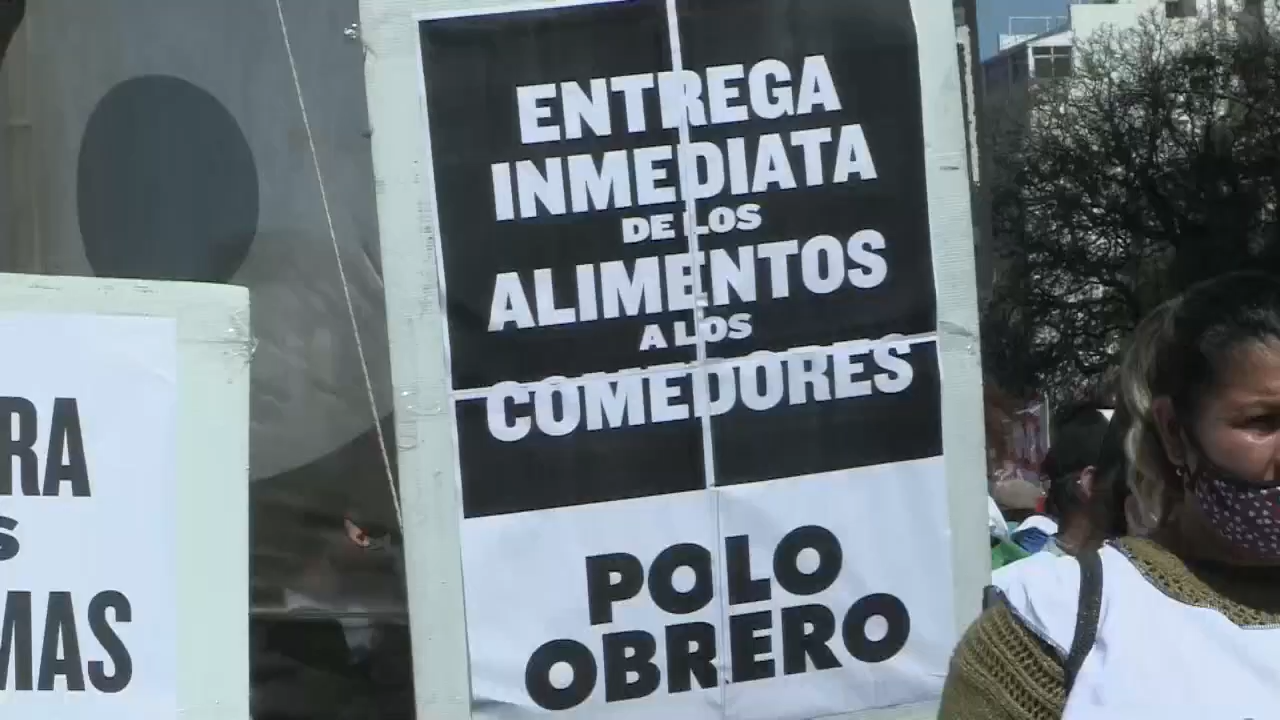 ENTREGA
INMEDIATA
DE LOS
ALIMENTOS
A LOS
COMEDORES
POLO
OBRERO
RA
S
MAS